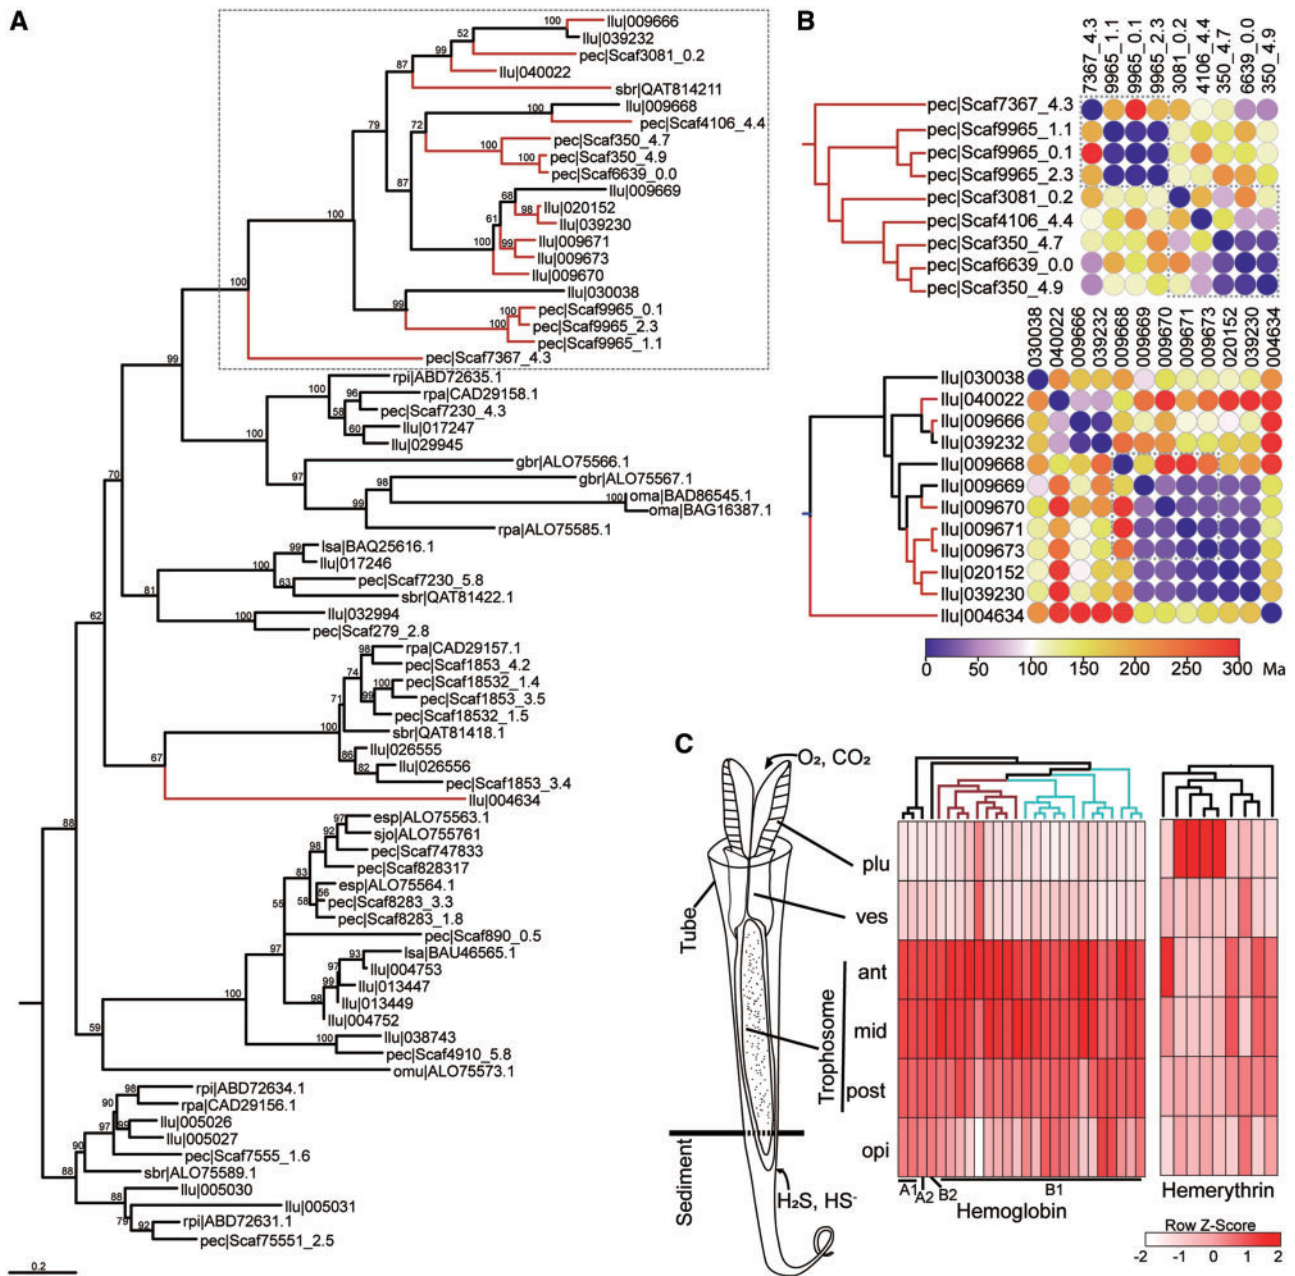 A
100
llu|009666
52
llu|039232
99
pec|Scaf3081_0.2
87
llu|040022
sbr|QAT814211
79
100
llu|009668
72
pec|Scaf4106_4.4
pec|Scaf350_4.7
100
100
pec|Scaf350_4.9
pec|Scaf6639_0.0
87
68
llu|009669
98
llu|020152
61
llu|039230
100
99
llu|009671
llu|009673
llu|009670
100
99
llu|030038
100
100
pec|Scaf9965_0.1
pec|Scaf9965_2.3
pec|Scaf9965_1.1
100
pec|Scaf7367_4.3
99
rpi|ABD72635.1
100
96
rpa|CAD29158.1
58
pec|Scaf7230_4.3
60
llu|017247
llu|029945
100
gbr|ALO75566.1
97
98
gbr|ALO75567.1
100
oma|BAD86545.1
oma|BAG16387.1
99
rpa|ALO75585.1
70
99
lsa|BAQ25616.1
llu|017246
100
63
pec|Scaf7230_5.8
sbr|QAT81422.1
81
100
llu|032994
pec|Scaf279_2.8
62
98
rpa|CAD29157.1
pec|Scaf1853_4.2
74
100
pec|Scaf18532_1.4
99
pec|Scaf1853_3.5
71
pec|Scaf18532_1.5
100
sbr|QAT81418.1
86
llu|026555
82
llu|026556
pec|Scaf1853_3.4
67
llu|004634
88
97
esp|ALO75563.1
92
sjo|ALO755761
98
pec|Scaf747833
pec|Scaf828317
83
esp|ALO75564.1
56
58
pec|Scaf8283_3.3
pec|Scaf8283_1.8
55
pec|Scaf890_0.5
97
93
lsa|BAU46565.1
97
llu|004753
99
llu|013447
98
llu|013449
llu|004752
100
100
llu|038743
pec|Scaf4910_5.8
59
omu|ALO75573.1
98
rpi|ABD72634.1
90
rpa|CAD29156.1
97
99
llu|005026
llu|005027
90
pec|Scaf7555_1.6
sbr|ALO75589.1
88
88
llu|005030
79
llu|005031
92
rpi|ABD72631.1
pec|Scaf75551_2.5
0.2
B
7367_4.3
9965_1.1
9965_0.1
9965_2.3
3081_0.2
4106_4.4
350_4.7
6639_0.0
350_4.9
pec|Scaf7367_4.3
pec|Scaf9965_1.1
pec|Scaf9965_0.1
pec|Scaf9965_2.3
pec|Scaf3081_0.2
pec|Scaf4106_4.4
pec|Scaf350_4.7
pec|Scaf6639_0.0
pec|Scaf350_4.9
030038
040022
009666
039232
009668
009669
009670
009671
009673
020152
039230
004634
llu|030038
llu|040022
llu|009666
llu|039232
llu|009668
llu|009669
llu|009670
llu|009671
llu|009673
llu|020152
llu|039230
llu|004634
0 50 100 150 200 250 300 Ma
C
O₂, CO₂
Tube
plu
ves
Trophosome
ant
mid
post
opi
Sediment
H₂S, HS⁻
A1 A2 B2 B1
Hemoglobin
Hemerythrin
Row Z-Score
-2 -1 0 1 2